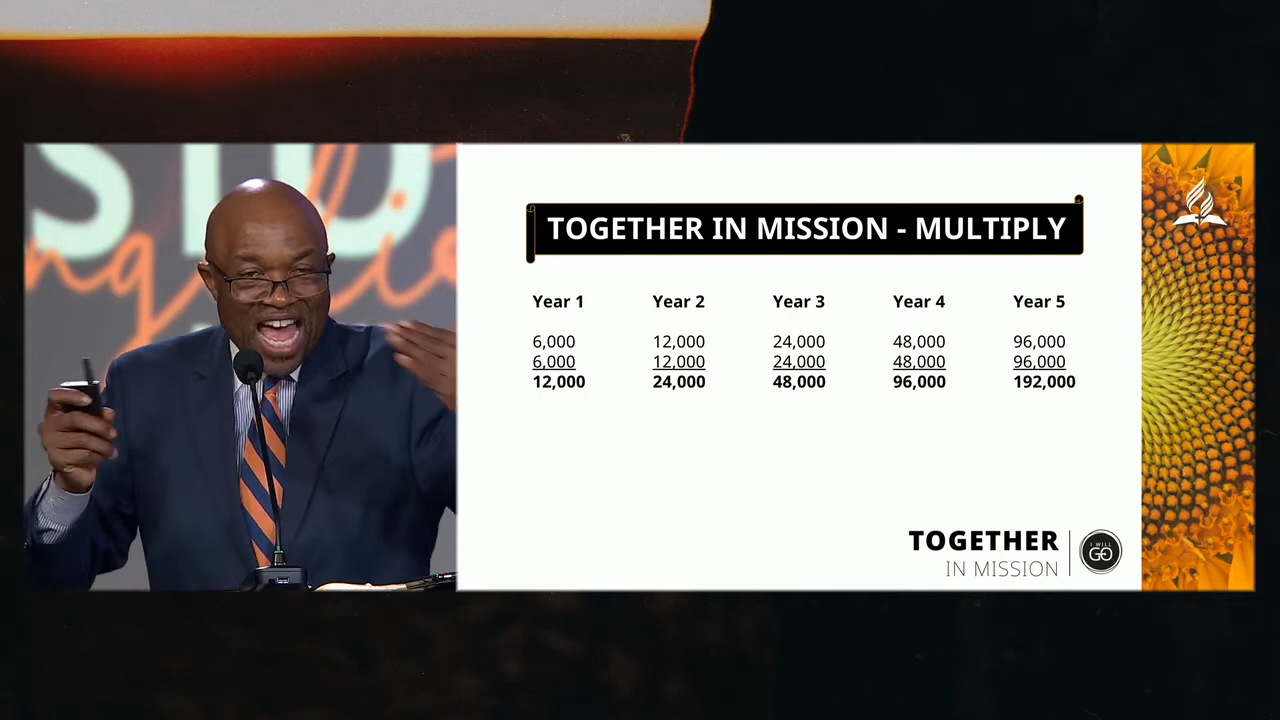 TOGETHER IN MISSION - MULTIPLY
Year 1 Year 2 Year 3 Year 4 Year 5
6,000 12,000 24,000 48,000 96,000
6,000 12,000 24,000 48,000 96,000
12,000 24,000 48,000 96,000 192,000
TOGETHER
IN MISSION
I WILL
GO